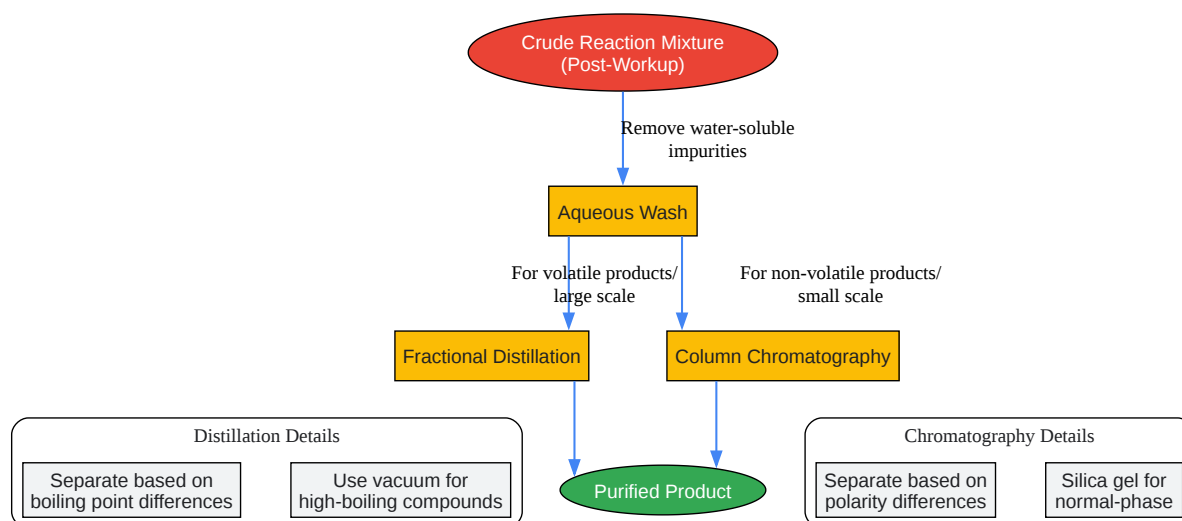 Crude Reaction Mixture
(Post-Workup)
Remove water-soluble
impurities
Aqueous Wash
For volatile products/
large scale
For non-volatile products/
small scale
Fractional Distillation
Column Chromatography
Distillation Details
Separate based on
boiling point differences
Use vacuum for
high-boiling compounds
Purified Product
Chromatography Details
Separate based on
polarity differences
Silica gel for
normal-phase